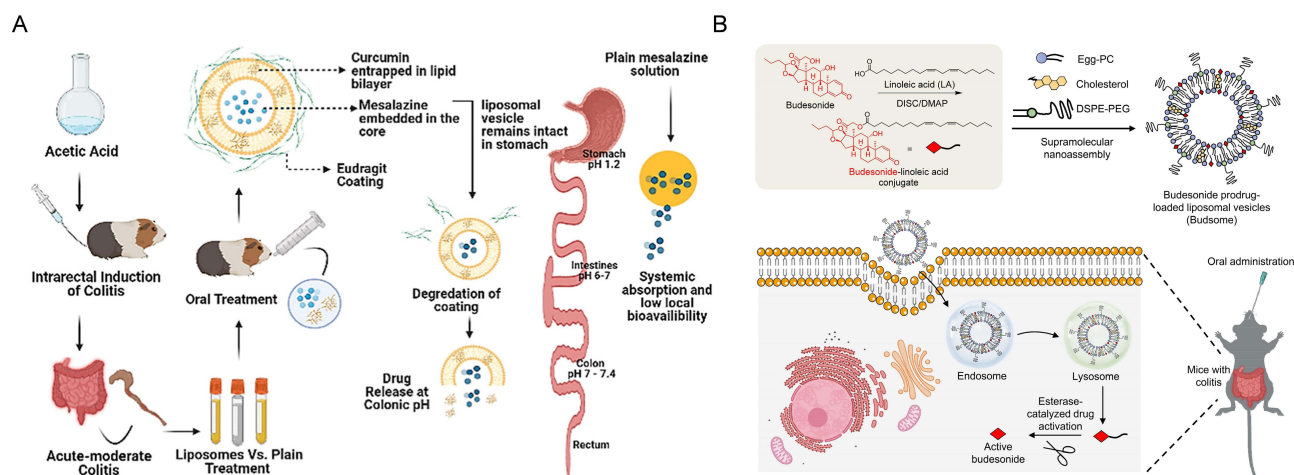 A
Acetic Acid
Intrarectal Induction
of Colitis
Acute-moderate
Colitis
Liposomes Vs. Plain
Treatment
Oral Treatment
Curcumin
entrapped in lipid
bilayer
Mesalazine
embedded in the
core
Eudragit
Coating
liposomal
vesicle
remains intact
in stomach
Degradation of
coating
Drug
Release at
Colonic pH
Stomach
pH 1.2
Intestines
pH 6-7
Colon
pH 7 - 7.4
Rectum
Plain mesalazine
solution
Systemic
absorption and
low local
bioavailibility
B
Budesonide
HO
O
OH
Linoleic acid (LA)
DISC/DMAP
Budesonide-linoleic acid
conjugate
=
Egg-PC
Cholesterol
DSPE-PEG
Supramolecular
nanoassembly
Budesonide prodrug-
loaded liposomal vesicles
(Budsome)
Endosome
Lysosome
Esterase-
catalyzed drug
activation
Active
budesonide
Oral administration
Mice with
colitis